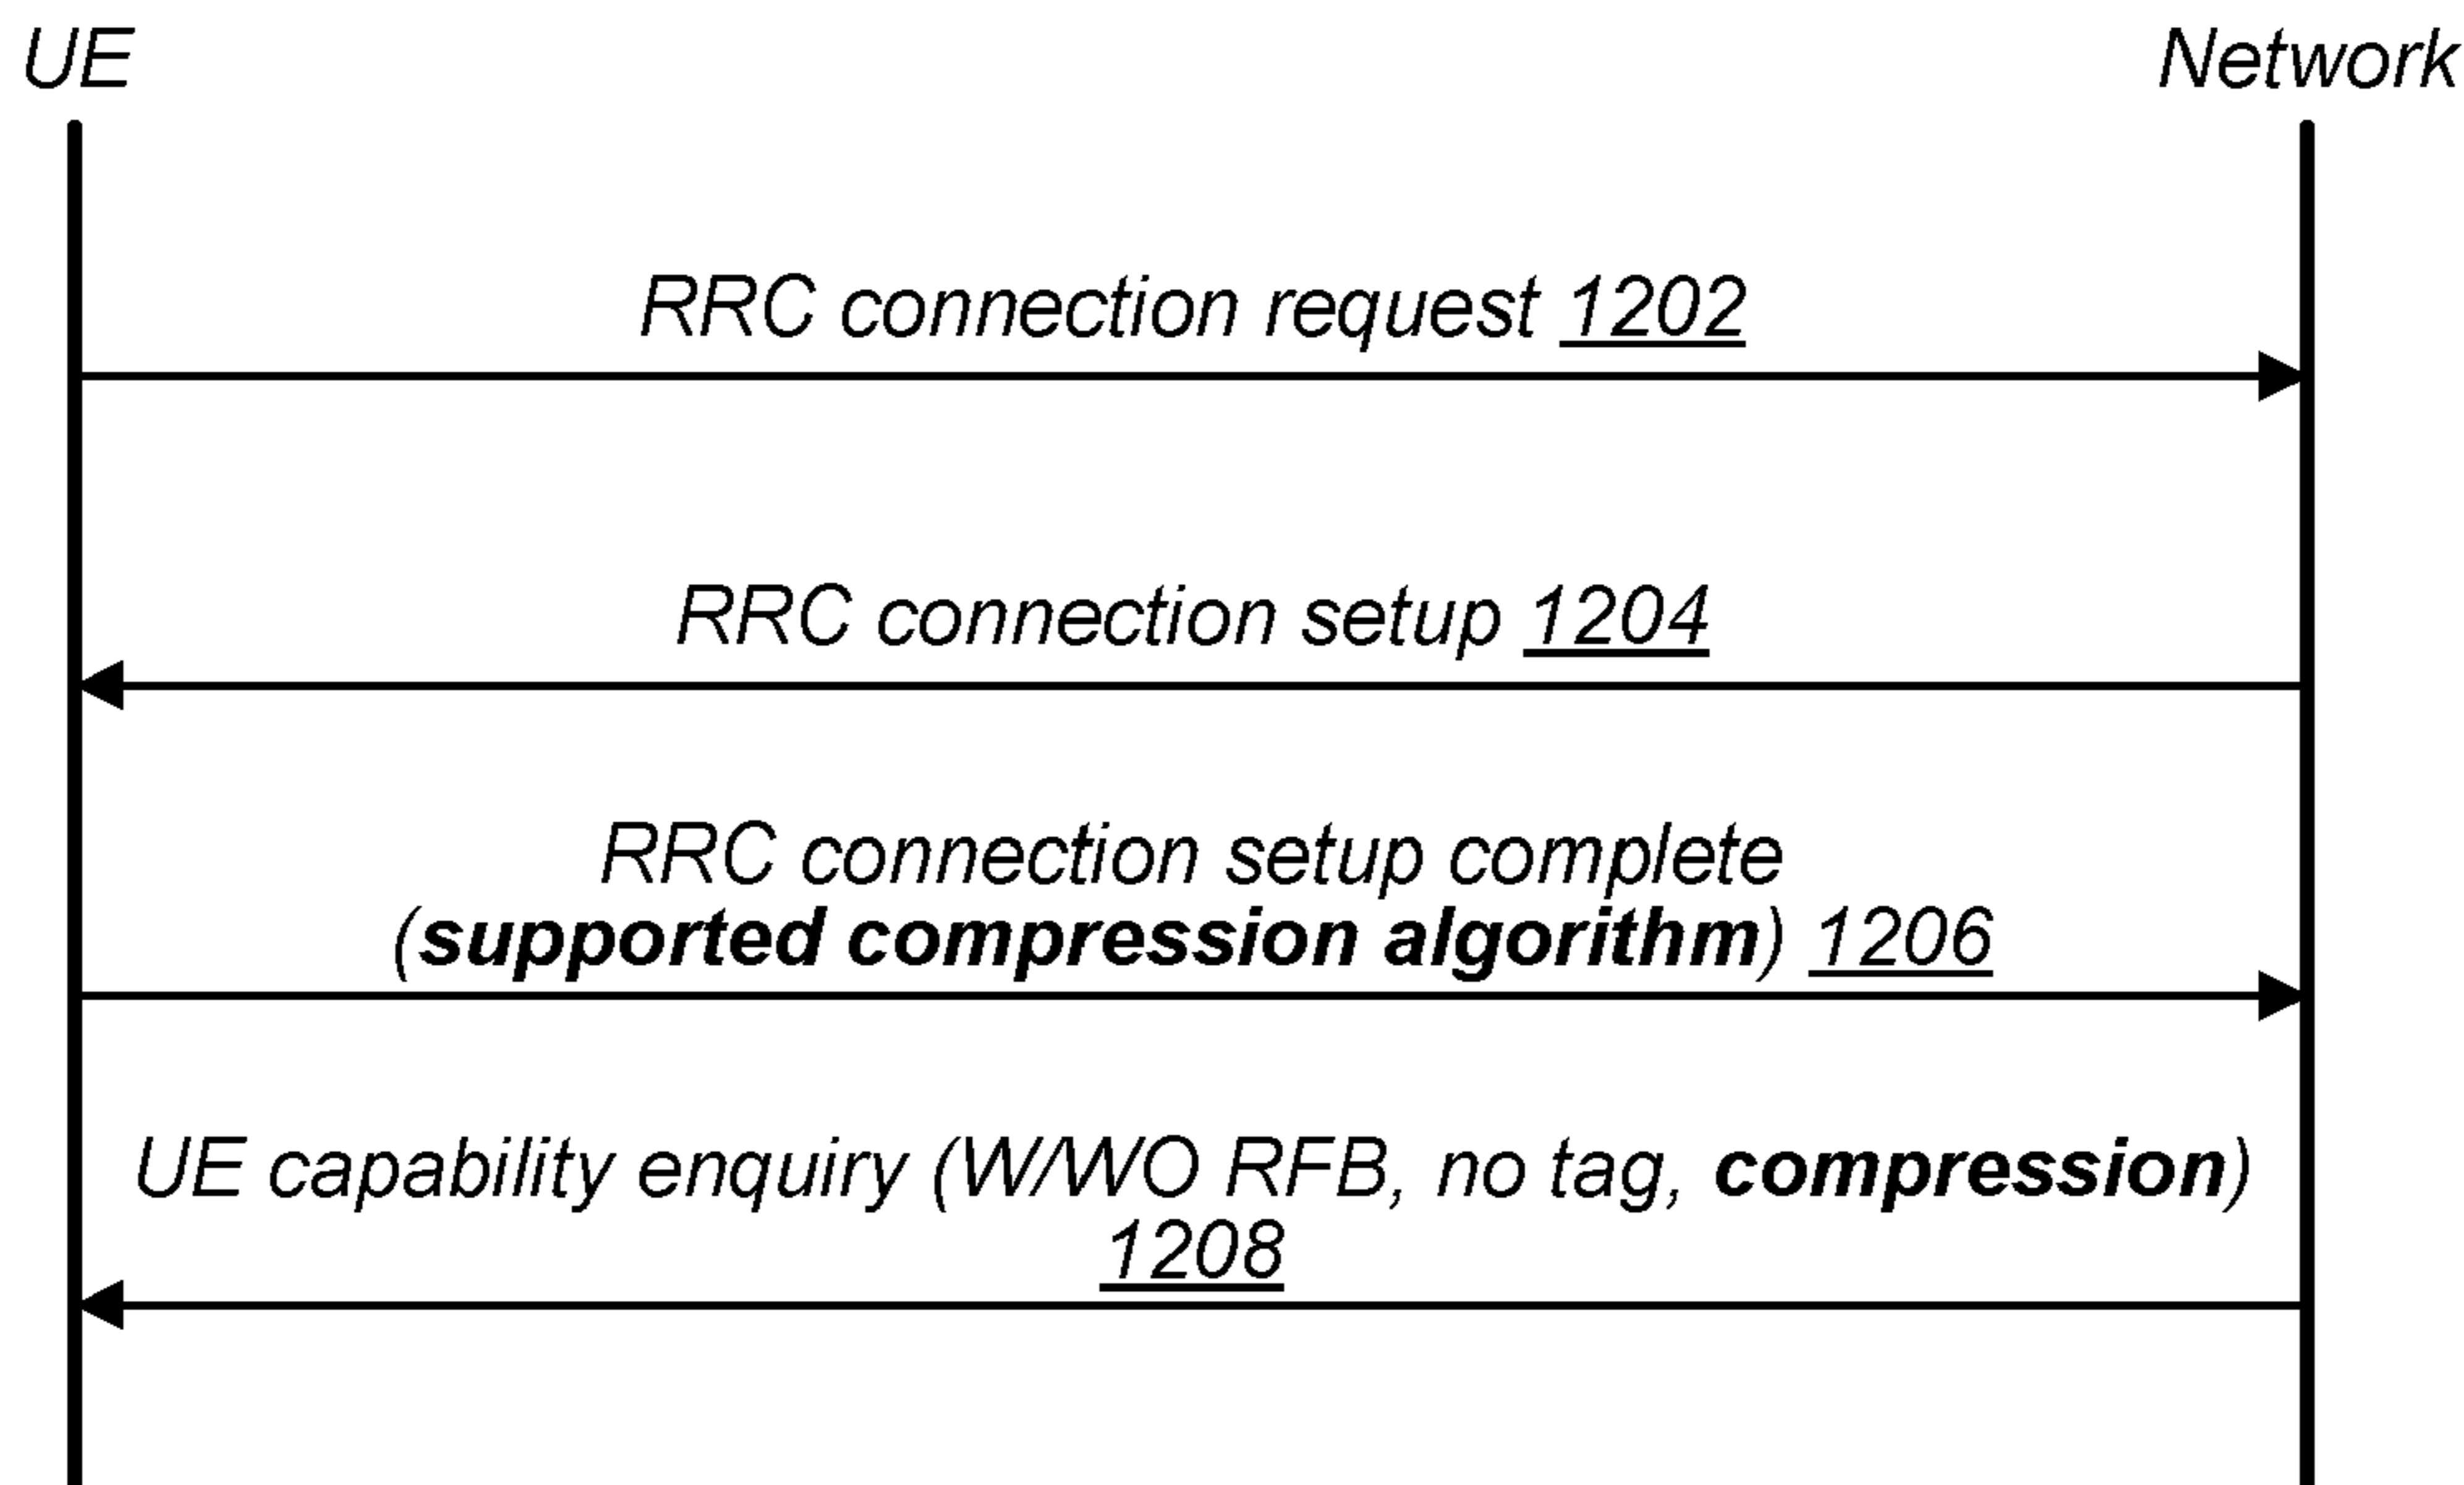 UE
Network
RRC connection request 1202
RRC connection setup 1204
RRC connection setup complete
(supported compression algorithm) 1206
UE capability enquiry (W/WO RFB, no tag, compression)
1208